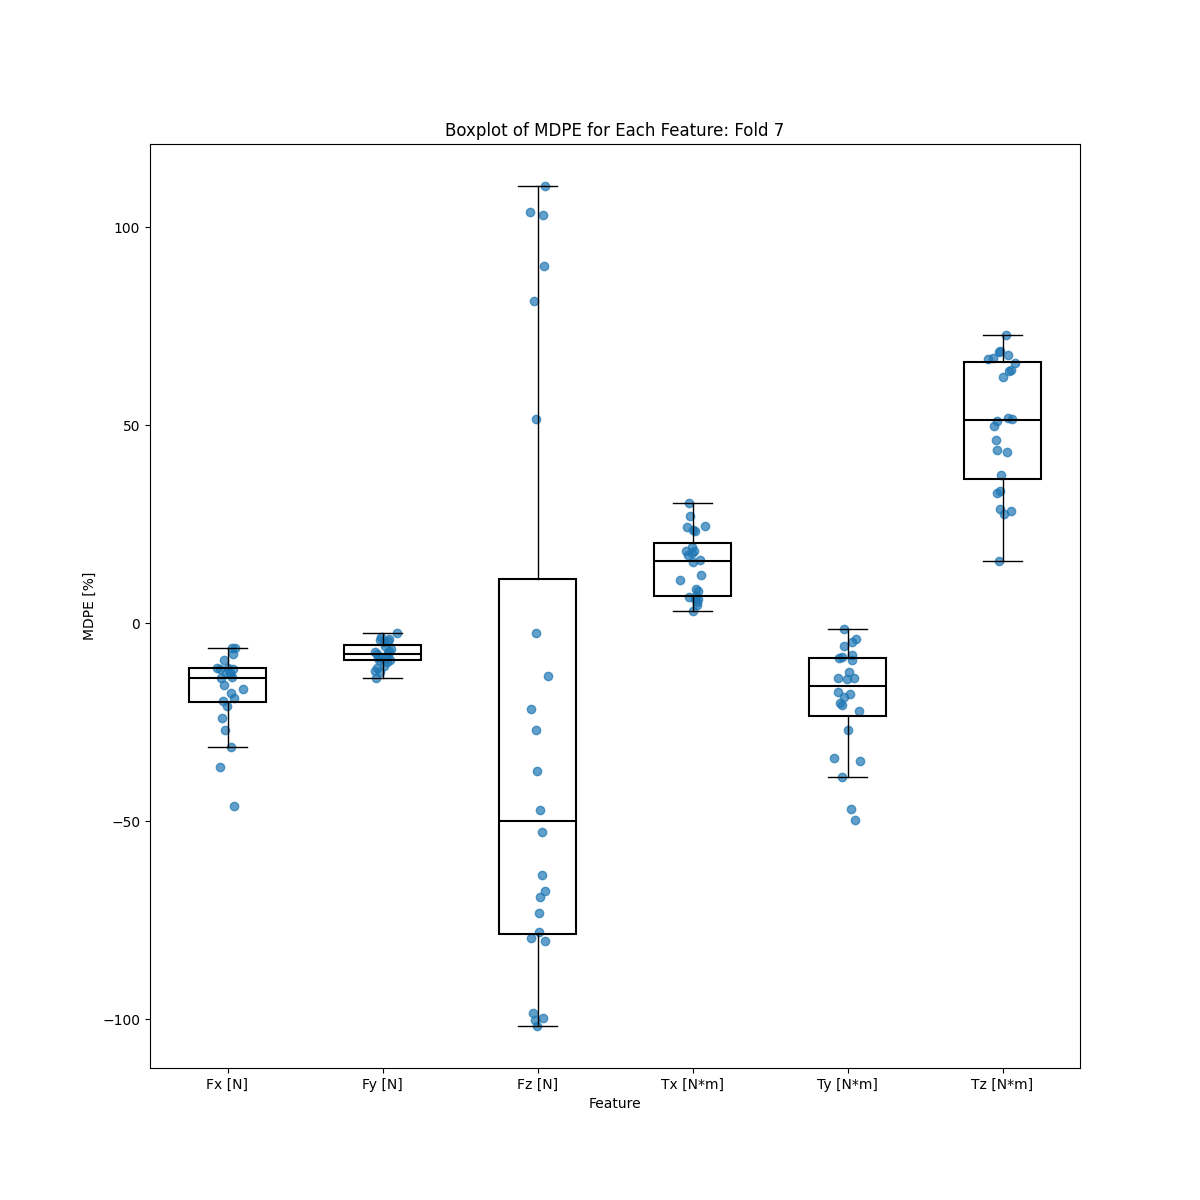 Boxplot of MDPE for Each Feature: Fold 7
MDPE [%]
100
50
0
−50
−100
Fx [N] Fy [N] Fz [N] Tx [N*m] Ty [N*m] Tz [N*m]
Feature